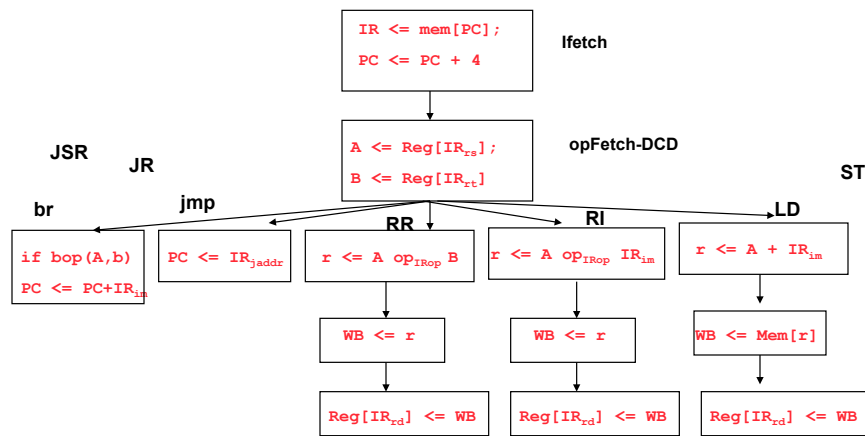 IR <= mem[PC];
PC <= PC + 4
Ifetch
A <= Reg[IRrs];
B <= Reg[IRrt]
opFetch-DCD
JSR
JR
ST
br
jmp
RR
RI
LD
if bop(A,b)
PC <= PC+IRim
PC <= IRjaddr
r <= A opIRop B
r <= A opIRop IRim
r <= A + IRim
WB <= r
WB <= r
WB <= Mem[r]
Reg[IRrd] <= WB
Reg[IRrd] <= WB
Reg[IRrd] <= WB